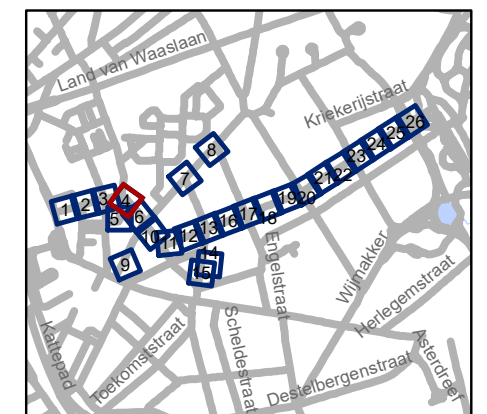 Land van Waaslaan
Kriekerijstraat
1
2
3
4
5
6
7
8
9
10
11
12
13
14
15
16
17
18
19
20
21
22
23
24
25
26
Engelstraat
Wijmakker
Herlegemstraat
Kattepad
Toekomststraat
Scheldestraat
Destelbergenstraat
Asterdreef